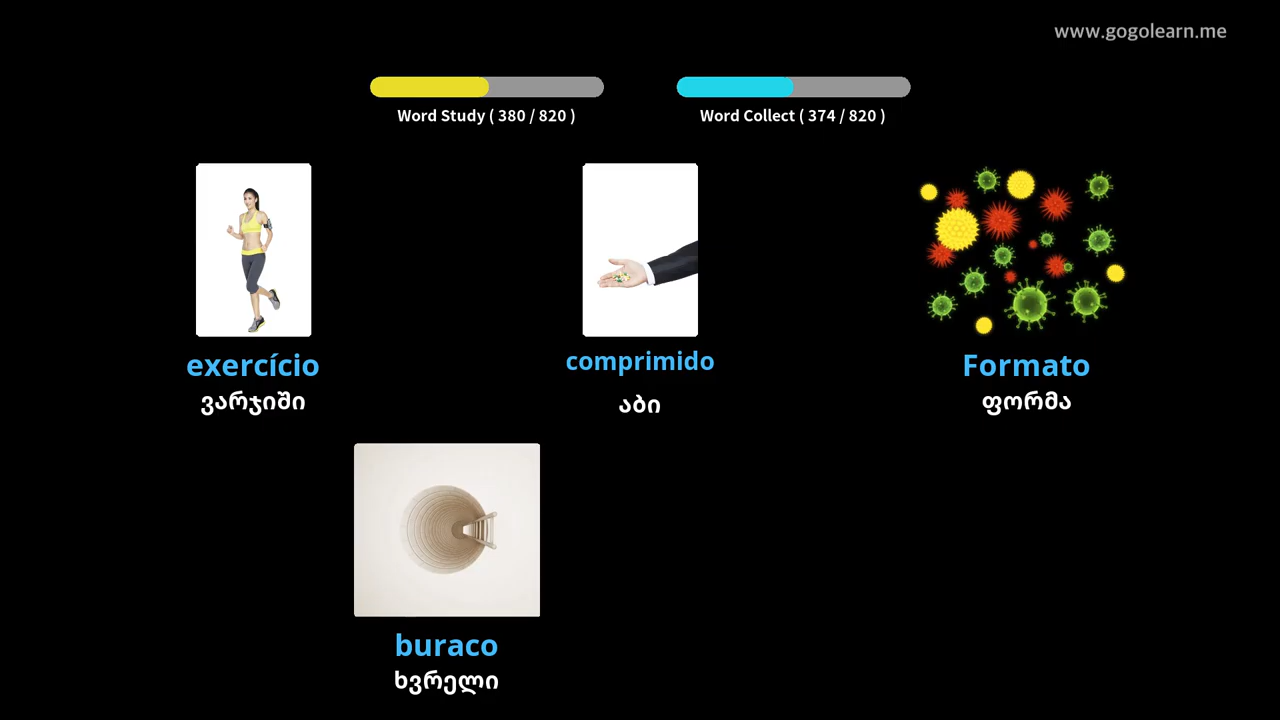 www.gogolearn.me
Word Study ( 380 / 820 )
Word Collect ( 374 / 820 )
exercício
ვარჯიში
comprimido
აბი
Formato
ფორმა
buraco
ხვრელი